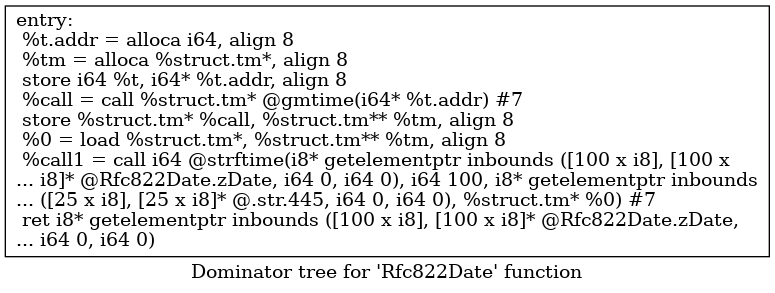 entry:
%t.addr = alloca i64, align 8
%tm = alloca %struct.tm*, align 8
store i64 %t, i64* %t.addr, align 8
%call = call %struct.tm* @gmtime(i64* %t.addr) #7
store %struct.tm* %call, %struct.tm** %tm, align 8
%0 = load %struct.tm*, %struct.tm** %tm, align 8
%call1 = call i64 @strftime(i8* getelementptr inbounds ([100 x i8], [100 x
... i8]* @Rfc822Date.zDate, i64 0, i64 0), i64 100, i8* getelementptr inbounds
... ([25 x i8], [25 x i8]* @.str.445, i64 0, i64 0), %struct.tm* %0) #7
ret i8* getelementptr inbounds ([100 x i8], [100 x i8]* @Rfc822Date.zDate,
... i64 0, i64 0)
Dominator tree for 'Rfc822Date' function